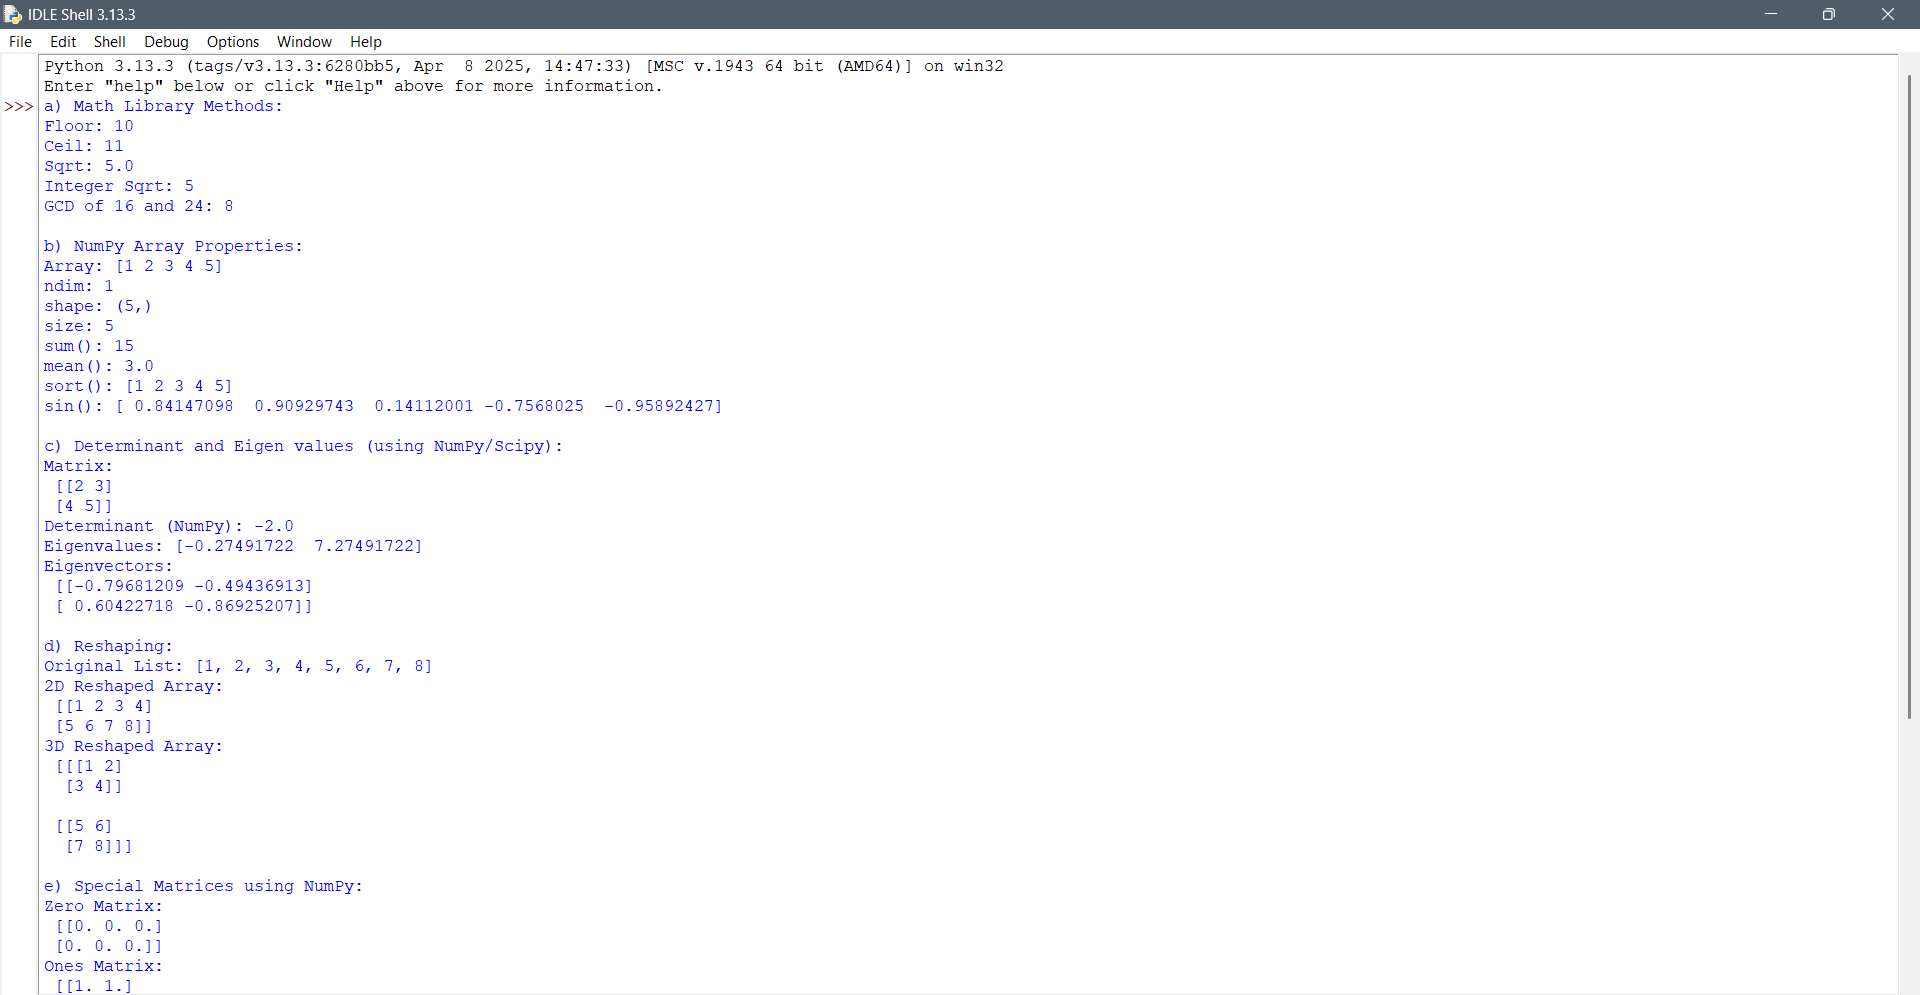 IDLE Shell 3.13.3
File Edit Shell Debug Options Window Help
Python 3.13.3 (tags/v3.13.3:6280bb5, Apr  8 2025, 14:47:33) [MSC v.1943 64 bit (AMD64)] on win32
Enter "help" below or click "Help" above for more information.
>>> a) Math Library Methods:
Floor: 10
Ceil: 11
Sqrt: 5.0
Integer Sqrt: 5
GCD of 16 and 24: 8
b) NumPy Array Properties:
Array: [1 2 3 4 5]
ndim: 1
shape: (5,)
size: 5
sum(): 15
mean(): 3.0
sort(): [1 2 3 4 5]
sin(): [ 0.84147098  0.90929743  0.14112001 -0.7568025  -0.95892427]
c) Determinant and Eigen values (using NumPy/Scipy):
Matrix:
[[2 3]
[4 5]]
Determinant (NumPy): -2.0
Eigenvalues: [-0.27491722  7.27491722]
Eigenvectors:
[[-0.79681209 -0.49436913]
[ 0.60422718 -0.86925207]]
d) Reshaping:
Original List: [1, 2, 3, 4, 5, 6, 7, 8]
2D Reshaped Array:
[[1 2 3 4]
[5 6 7 8]]
3D Reshaped Array:
[[[1 2]
[3 4]]
[[5 6]
[7 8]]]
e) Special Matrices using NumPy:
Zero Matrix:
[[0. 0. 0.]
[0. 0. 0.]]
Ones Matrix:
[[1. 1.]